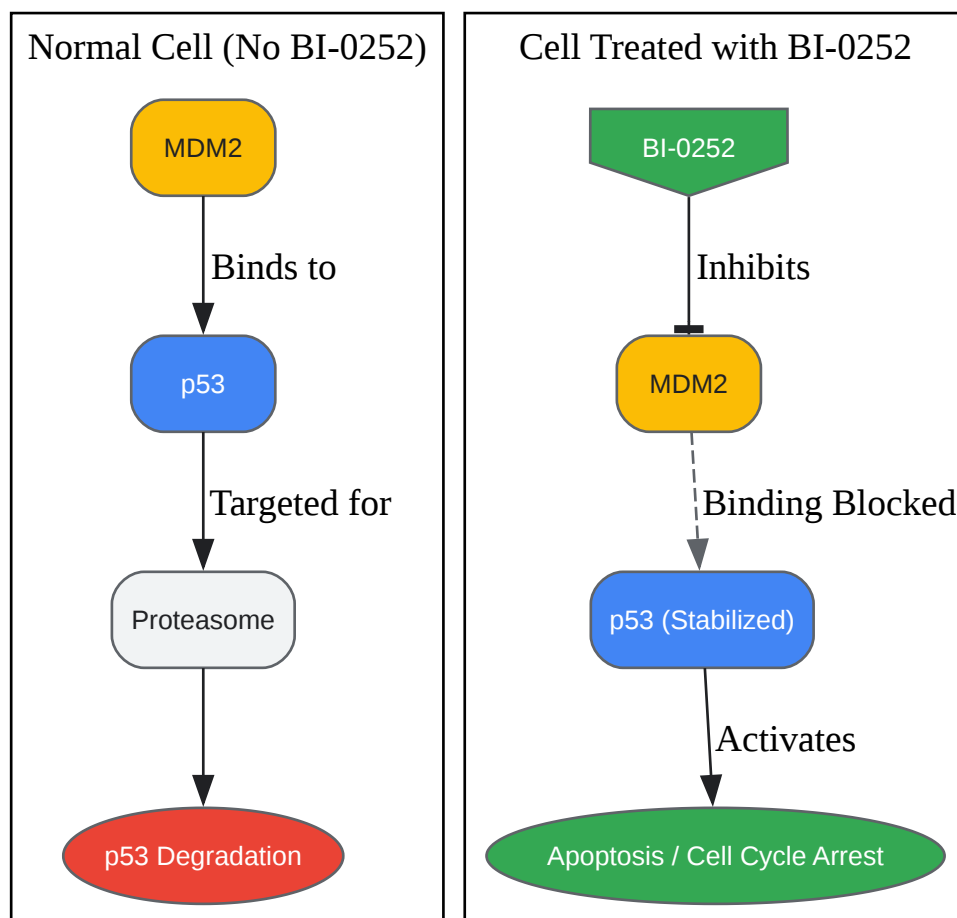 Normal Cell (No BI-0252)
MDM2
Binds to
p53
Targeted for
Proteasome
p53 Degradation
Cell Treated with BI-0252
BI-0252
Inhibits
MDM2
Binding Blocked
p53 (Stabilized)
Activates
Apoptosis / Cell Cycle Arrest